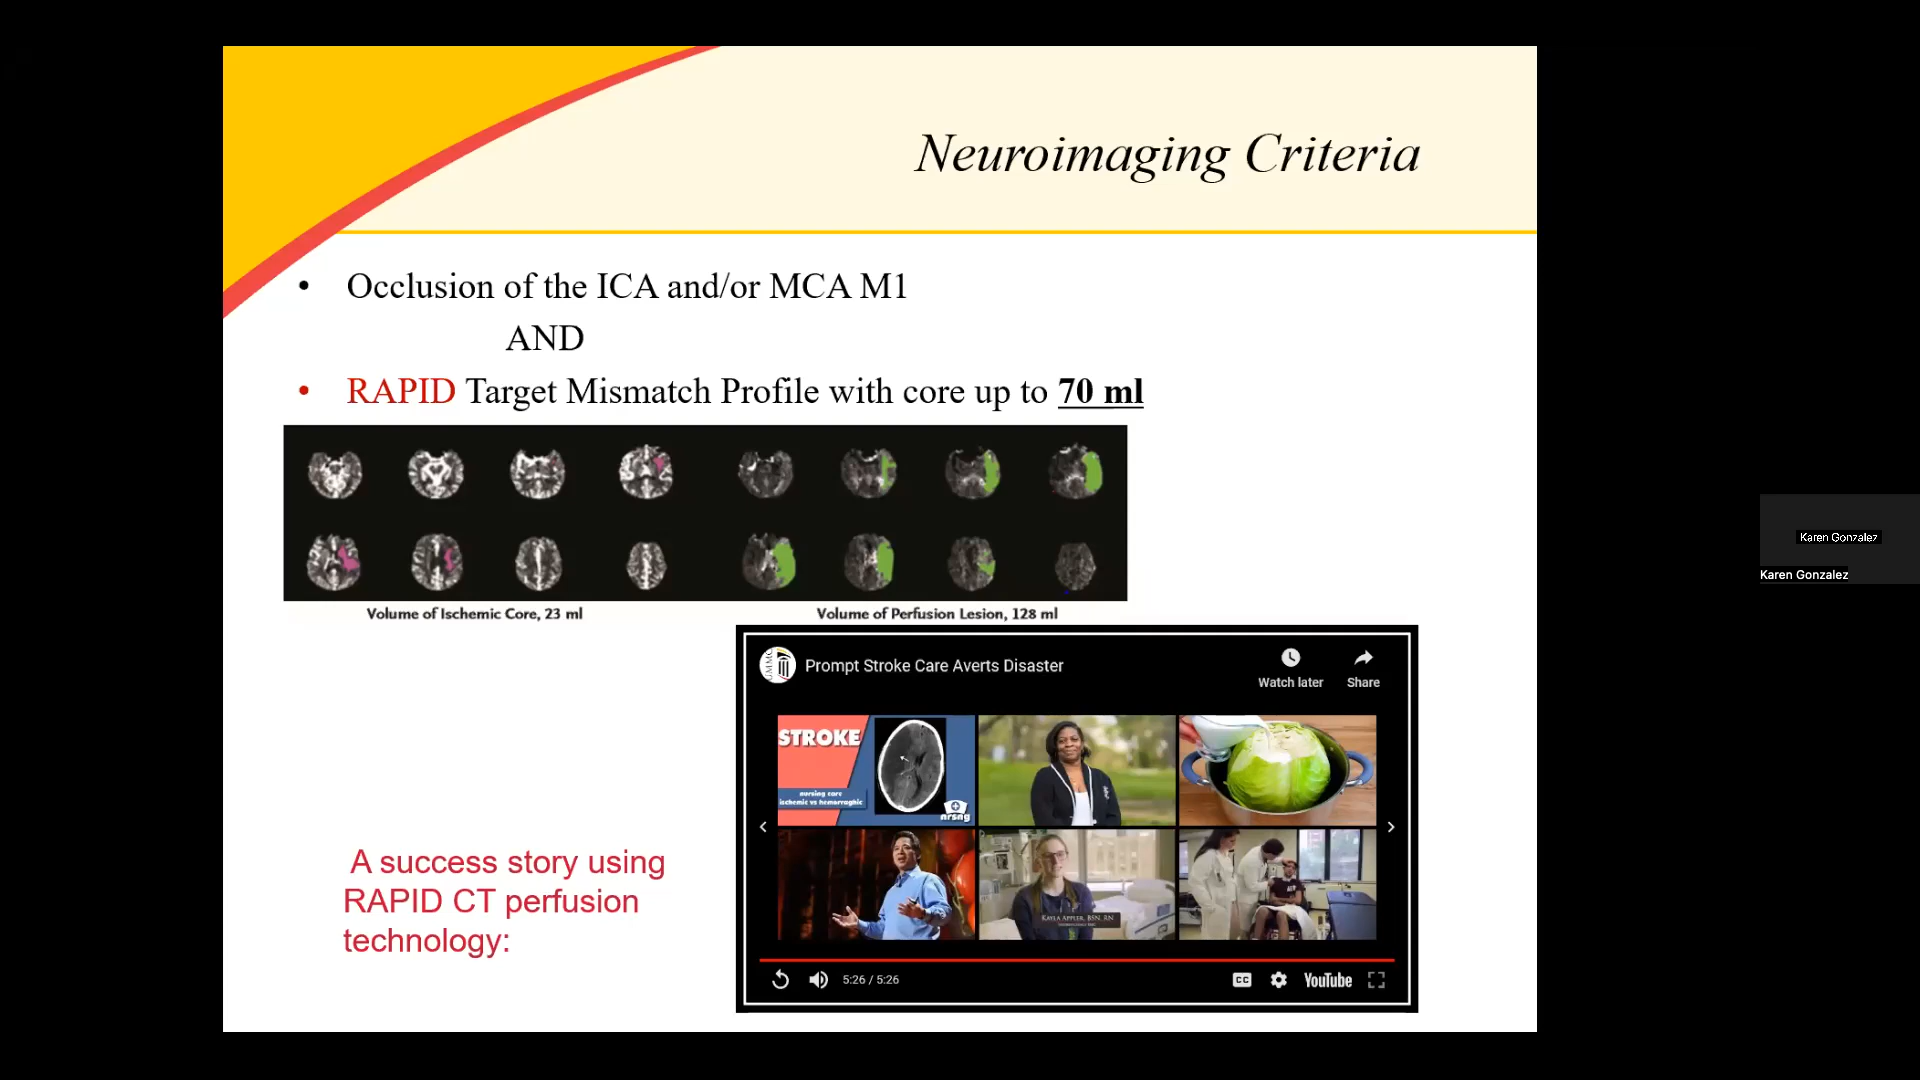 Neuroimaging Criteria
• Occlusion of the ICA and/or MCA M1
AND
• RAPID Target Mismatch Profile with core up to 70 ml
Volume of Ischemic Core, 23 ml
Volume of Perfusion Lesion, 128 ml
Prompt Stroke Care Averts Disaster
Watch later
Share
STROKE
nursing care
ischemic vs hemorrhagic
nrsng
KAYLA APPLER, BSN, RN
A success story using
RAPID CT perfusion
technology:
5:26 / 5:26
CC
YouTube
Karen Gonzalez
Karen Gonzalez